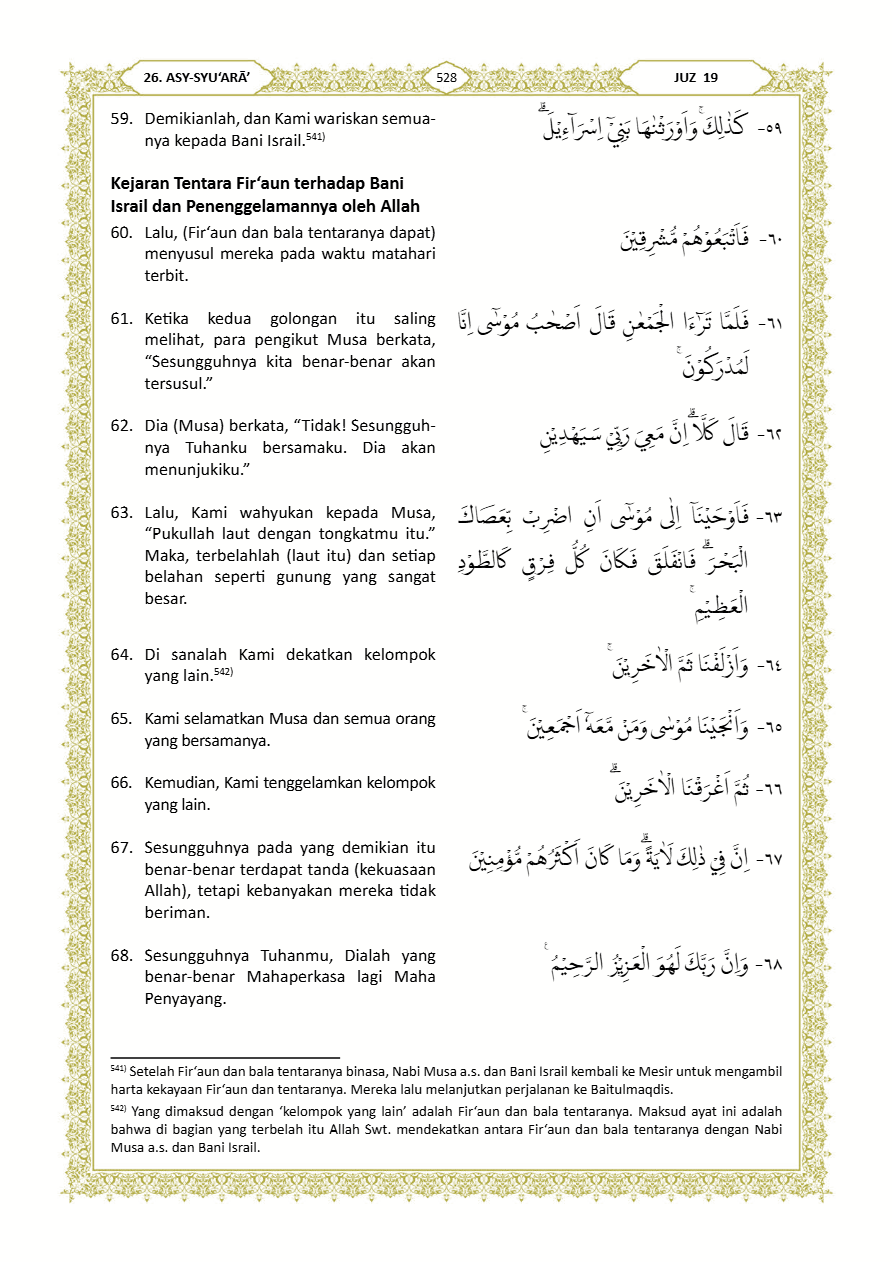 26. ASY-SYU‘ARĀ’
528
JUZ 19
59. Demikianlah, dan Kami wariskan semua-
nya kepada Bani Israil.541)
٥٩- كَذٰلِكَۚ وَاَوْرَثْنٰهَا بَنِيْٓ اِسْرَاۤءِيْلَ ۗ
Kejaran Tentara Fir‘aun terhadap Bani
Israil dan Penenggelamannya oleh Allah
60. Lalu, (Fir‘aun dan bala tentaranya dapat)
menyusul mereka pada waktu matahari
terbit.
٦٠- فَاَتْبَعُوْهُمْ مُّشْرِقِيْنَ
61. Ketika kedua golongan itu saling
melihat, para pengikut Musa berkata,
“Sesungguhnya kita benar-benar akan
tersusul.”
٦١- فَلَمَّا تَرٰۤءَا الْجَمْعٰنِ قَالَ اَصْحٰبُ مُوْسٰٓى اِنَّا
لَمُدْرَكُوْنَ ۚ
62. Dia (Musa) berkata, “Tidak! Sesungguh-
nya Tuhanku bersamaku. Dia akan
menunjukiku.”
٦٢- قَالَ كَلَّاۗ اِنَّ مَعِيَ رَبِّيْ سَيَهْدِيْنِ
63. Lalu, Kami wahyukan kepada Musa,
“Pukullah laut dengan tongkatmu itu.”
Maka, terbelahlah (laut itu) dan setiap
belahan seperti gunung yang sangat
besar.
٦٣- فَاَوْحَيْنَآ اِلٰى مُوْسٰٓى اَنِ اضْرِبْ بِّعَصَاكَ
الْبَحْرَۗ فَانْفَلَقَ فَكَانَ كُلُّ فِرْقٍ كَالطَّوْدِ
الْعَظِيْمِ ۚ
64. Di sanalah Kami dekatkan kelompok
yang lain.542)
٦٤- وَاَزْلَفْنَا ثَمَّ الْاٰخَرِيْنَ ۚ
65. Kami selamatkan Musa dan semua orang
yang bersamanya.
٦٥- وَاَنْجَيْنَا مُوْسٰى وَمَنْ مَّعَهٗٓ اَجْمَعِيْنَ ۚ
66. Kemudian, Kami tenggelamkan kelompok
yang lain.
٦٦- ثُمَّ اَغْرَقْنَا الْاٰخَرِيْنَ ۗ
67. Sesungguhnya pada yang demikian itu
benar-benar terdapat tanda (kekuasaan
Allah), tetapi kebanyakan mereka tidak
beriman.
٦٧- اِنَّ فِيْ ذٰلِكَ لَاٰيَةًۗ وَمَا كَانَ اَكْثَرُهُمْ مُّؤْمِنِيْنَ
68. Sesungguhnya Tuhanmu, Dialah yang
benar-benar Mahaperkasa lagi Maha
Penyayang.
٦٨- وَاِنَّ رَبَّكَ لَهُوَ الْعَزِيْزُ الرَّحِيْمُ ࣖ
541) Setelah Fir‘aun dan bala tentaranya binasa, Nabi Musa a.s. dan Bani Israil kembali ke Mesir untuk mengambil
harta kekayaan Fir‘aun dan tentaranya. Mereka lalu melanjutkan perjalanan ke Baitulmaqdis.
542) Yang dimaksud dengan ‘kelompok yang lain’ adalah Fir‘aun dan bala tentaranya. Maksud ayat ini adalah
bahwa di bagian yang terbelah itu Allah Swt. mendekatkan antara Fir‘aun dan bala tentaranya dengan Nabi
Musa a.s. dan Bani Israil.